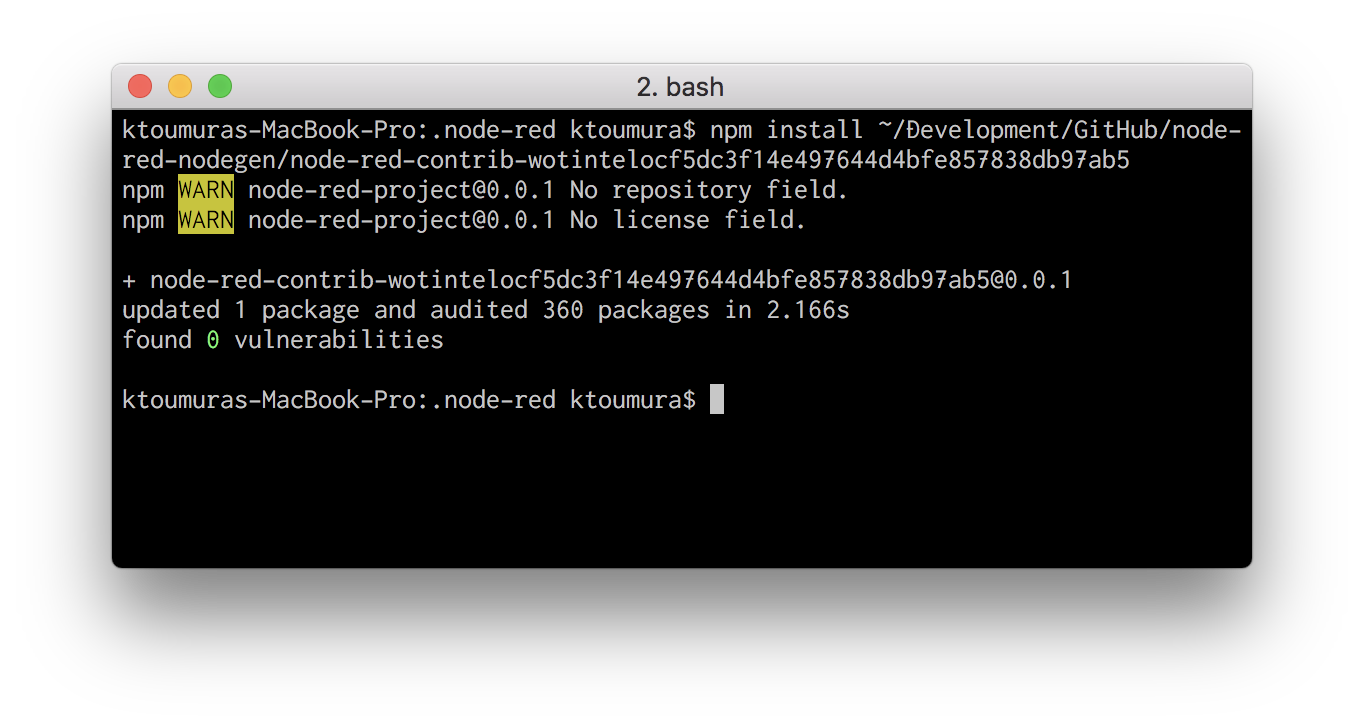 2. bash
ktoumuras-MacBook-Pro:.node-red ktoumura$ npm install ~/Development/GitHub/node-
red-nodegen/node-red-contrib-wotintelocf5dc3f14e497644d4bfe857838db97ab5
npm WARN node-red-project@0.0.1 No repository field.
npm WARN node-red-project@0.0.1 No license field.
+ node-red-contrib-wotintelocf5dc3f14e497644d4bfe857838db97ab5@0.0.1
updated 1 package and audited 360 packages in 2.166s
found 0 vulnerabilities
ktoumuras-MacBook-Pro:.node-red ktoumura$